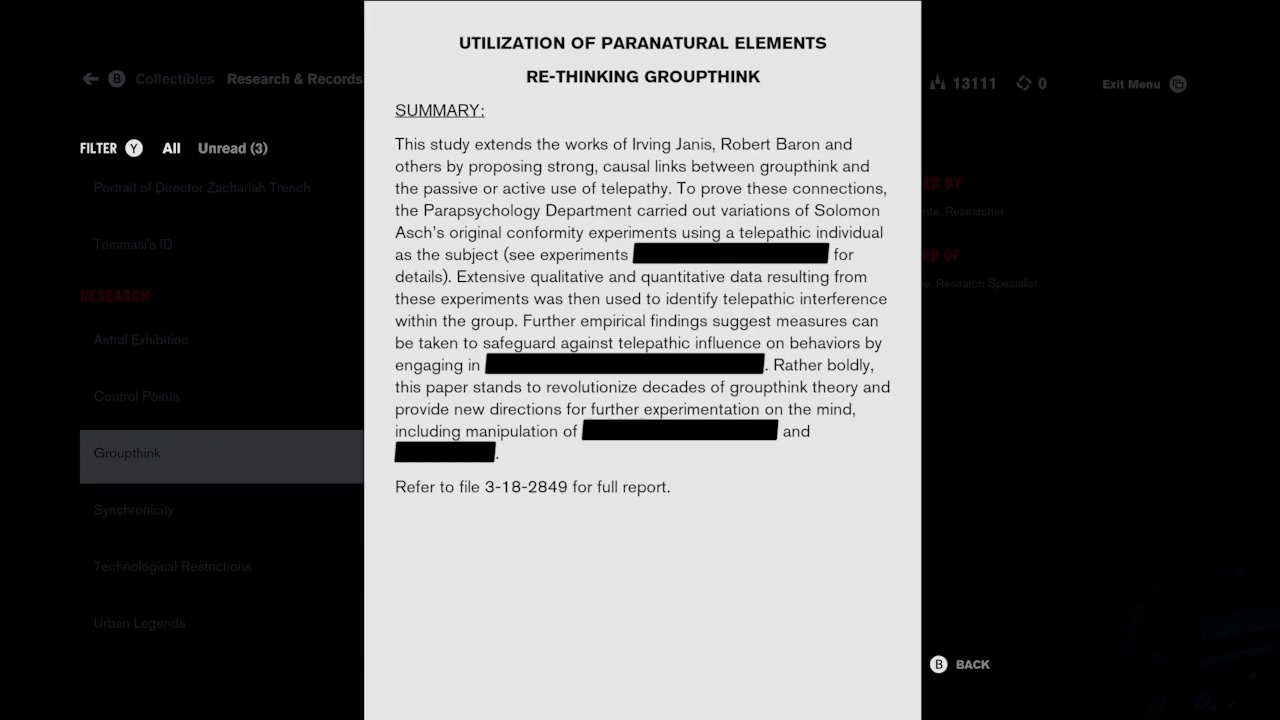 UTILIZATION OF PARANATURAL ELEMENTS
RE-THINKING GROUPTHINK
B Collectibles Research & Records
13111 0 Exit Menu
SUMMARY:
FILTER Y All Unread (3)
This study extends the works of Irving Janis, Robert Baron and
others by proposing strong, causal links between groupthink and
the passive or active use of telepathy. To prove these connections,
the Parapsychology Department carried out variations of Solomon
Asch's original conformity experiments using a telepathic individual
as the subject (see experiments for
details). Extensive qualitative and quantitative data resulting from
these experiments was then used to identify telepathic interference
within the group. Further empirical findings suggest measures can
be taken to safeguard against telepathic influence on behaviors by
engaging in . Rather boldly,
this paper stands to revolutionize decades of groupthink theory and
provide new directions for further experimentation on the mind,
including manipulation of and
.
Refer to file 3-18-2849 for full report.
Portrait of Director Zachariah Trench
Tommasi's ID
RESEARCH
Astral Exhibition
Control Points
Groupthink
Synchronicity
Technological Restrictions
Urban Legends
ED BY
nte, Researcher
ER OF
e, Research Specialist
B BACK